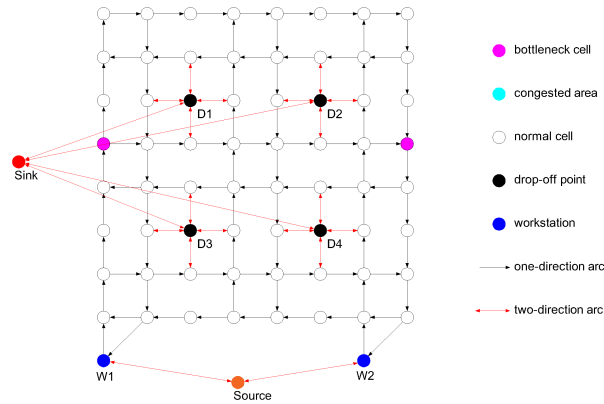 bottleneck cell
congested area
D1
D2
normal cell
Sink
drop-off point
D3
D4
workstation
one-direction arc
two-direction arc
W1
W2
Source